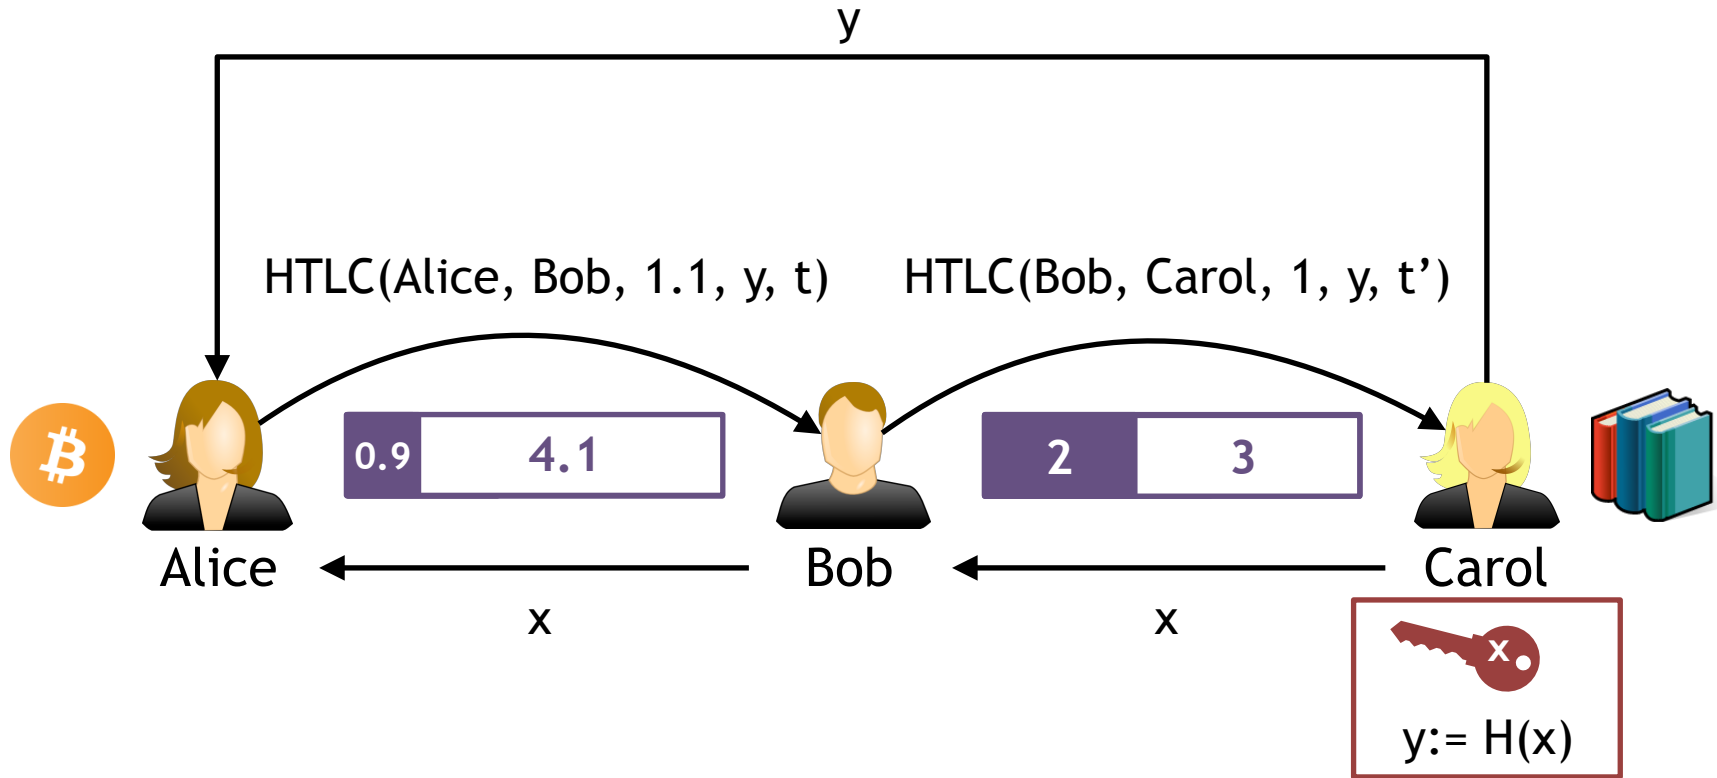 y
HTLC(Alice, Bob, 1.1, y, t)
HTLC(Bob, Carol, 1, y, t’)
₿
0.9
4.1
2
3
Alice
Bob
Carol
x
x
x
y:= H(x)